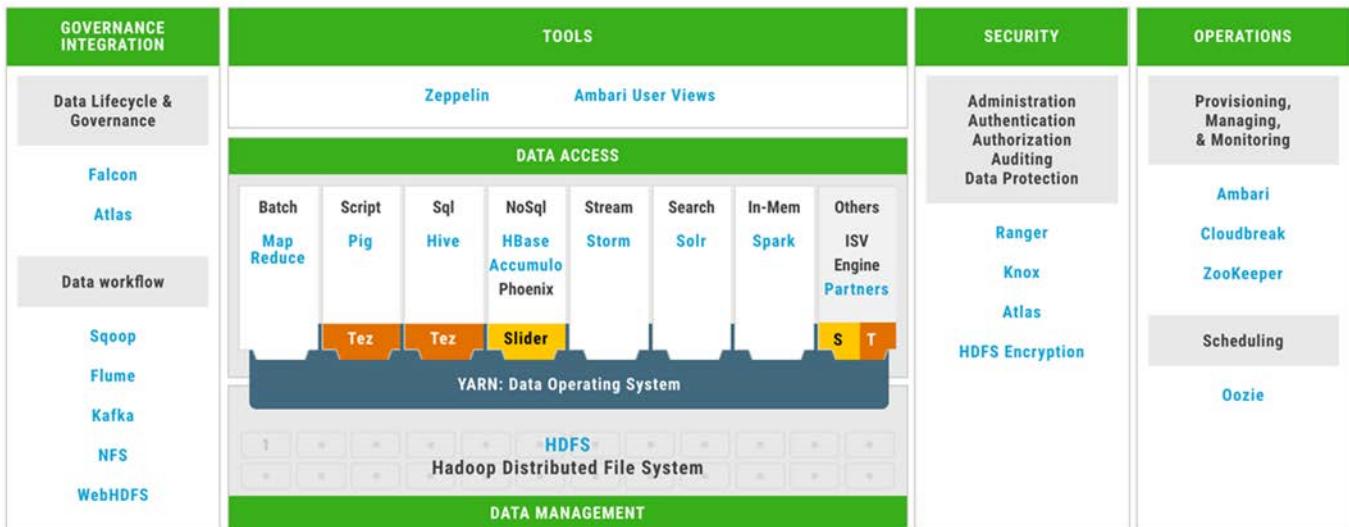 GOVERNANCE
INTEGRATION
Data Lifecycle &
Governance
Falcon
Atlas
Data workflow
Sqoop
Flume
Kafka
NFS
WebHDFS
TOOLS
Zeppelin
Ambari User Views
DATA ACCESS
Batch
Map
Reduce
Script
Pig
Tez
Sql
Hive
Tez
NoSql
HBase
Accumulo
Phoenix
Slider
Stream
Storm
Search
Solr
In-Mem
Spark
Others
ISV
Engine
Partners
S
T
YARN: Data Operating System
1
HDFS
Hadoop Distributed File System
DATA MANAGEMENT
SECURITY
Administration
Authentication
Authorization
Auditing
Data Protection
Ranger
Knox
Atlas
HDFS Encryption
OPERATIONS
Provisioning,
Managing,
& Monitoring
Ambari
Cloudbreak
ZooKeeper
Scheduling
Oozie